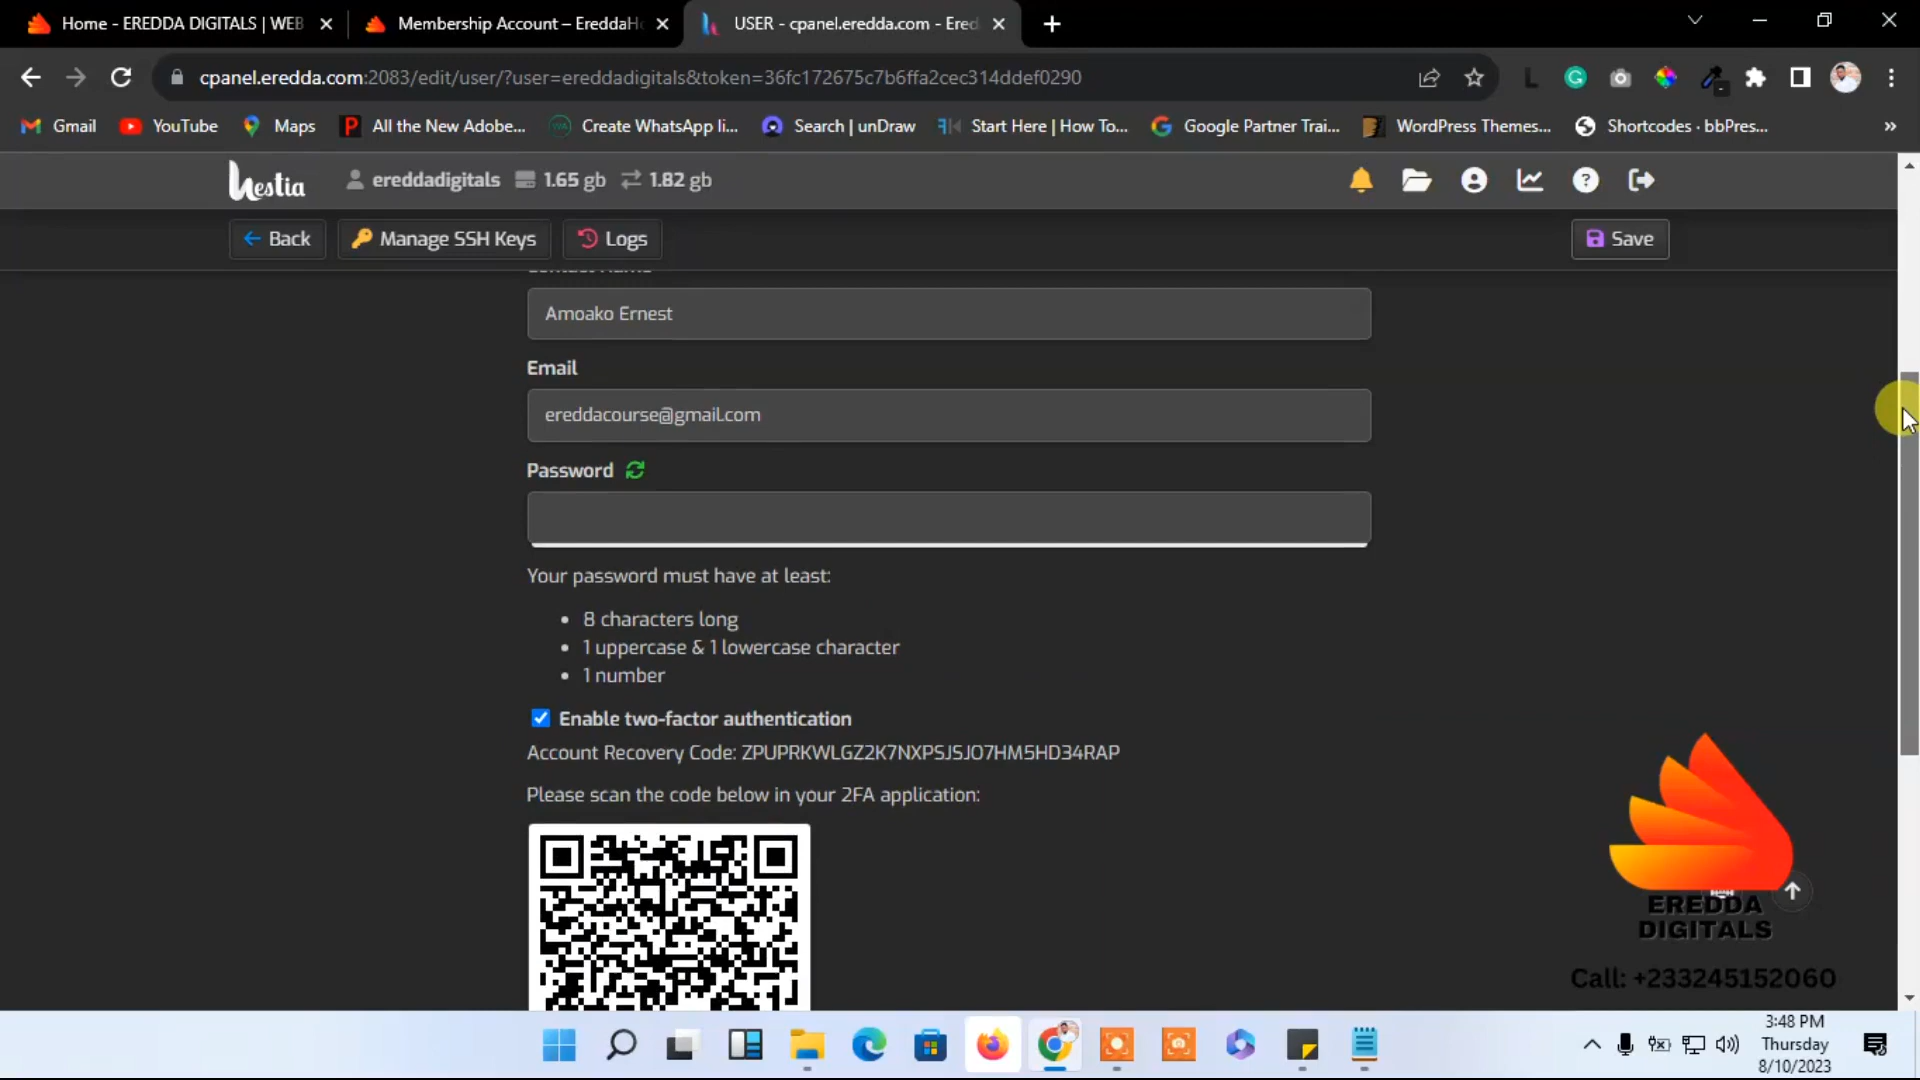 Home - EREDDA DIGITALS | WEB
Membership Account – EreddaHo
USER - cpanel.eredda.com - Ered
cpanel.eredda.com:2083/edit/user/?user=ereddadigitals&token=36fc172675c7b6ffa2cec314ddef0290
Gmail
YouTube
Maps
All the New Adobe...
Create WhatsApp li...
Search | unDraw
Start Here | How To...
Google Partner Trai...
WordPress Themes...
Shortcodes · bbPres...
hestia
ereddadigitals
1.65 gb
1.82 gb
Back
Manage SSH Keys
Logs
Save
Amoako Ernest
Email
ereddacourse@gmail.com
Password
Your password must have at least:
8 characters long
1 uppercase & 1 lowercase character
1 number
Enable two-factor authentication
Account Recovery Code: ZPUPRKWLGZ2K7NXPSJSJO7HM5HD34RAP
Please scan the code below in your 2FA application:
EREDDA
DIGITALS
Call: +233245152060
3:48 PM
Thursday
8/10/2023